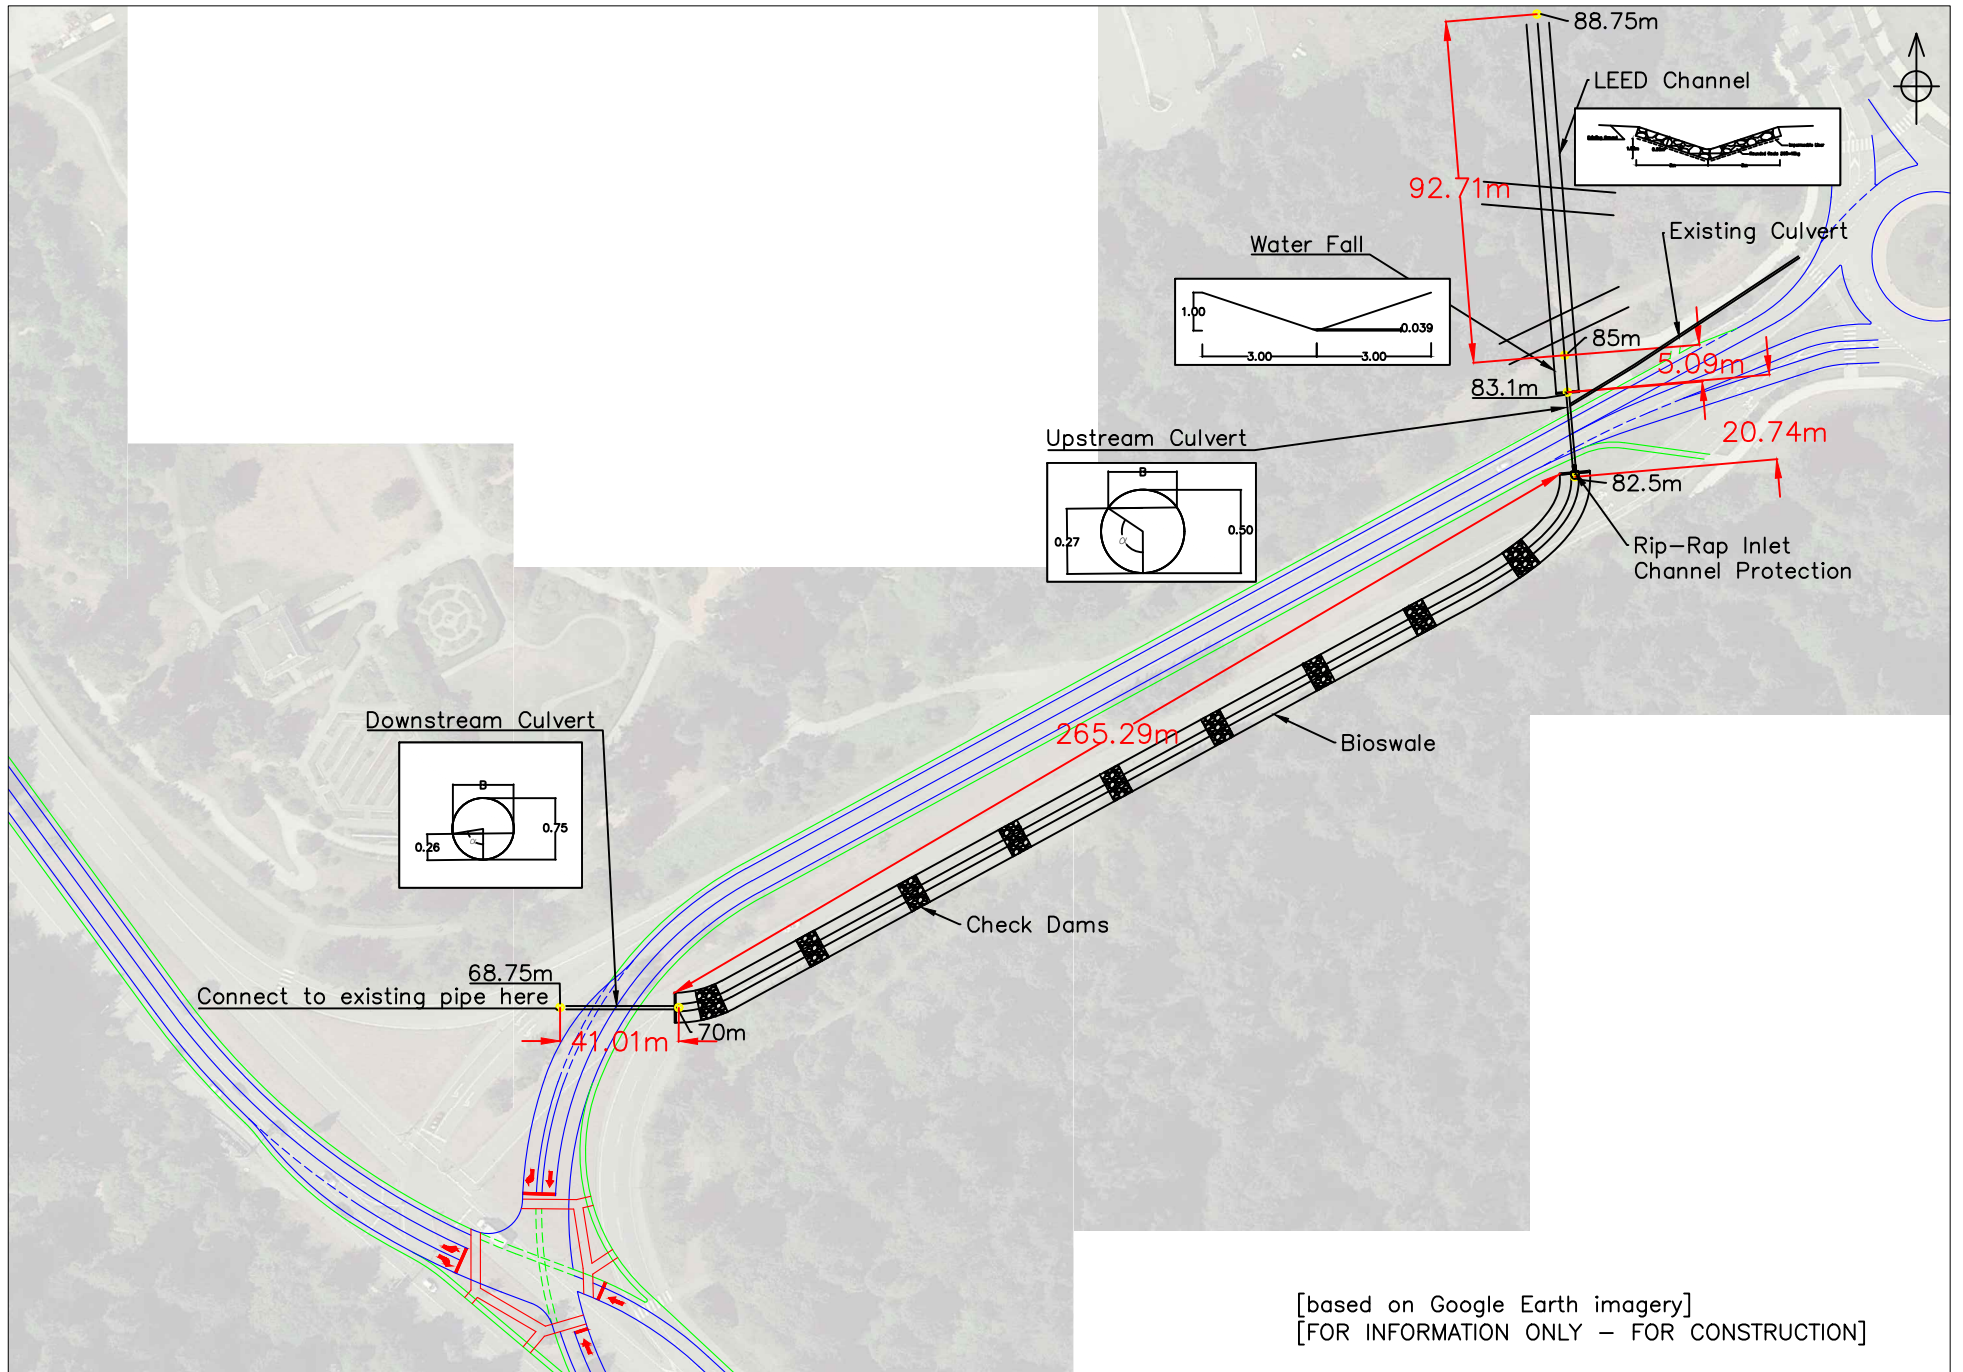 88.75m
LEED Channel
92.71m
Existing Culvert
Water Fall
1.00
0.039
3.00
3.00
85m
5.09m
83.1m
20.74m
Upstream Culvert
B
0.50
0.27
α
82.5m
Rip-Rap Inlet
Channel Protection
265.29m
Bioswale
Downstream Culvert
B
0.75
0.26
α
Check Dams
68.75m
Connect to existing pipe here
70m
41.01m
[based on Google Earth imagery]
[FOR INFORMATION ONLY – FOR CONSTRUCTION]